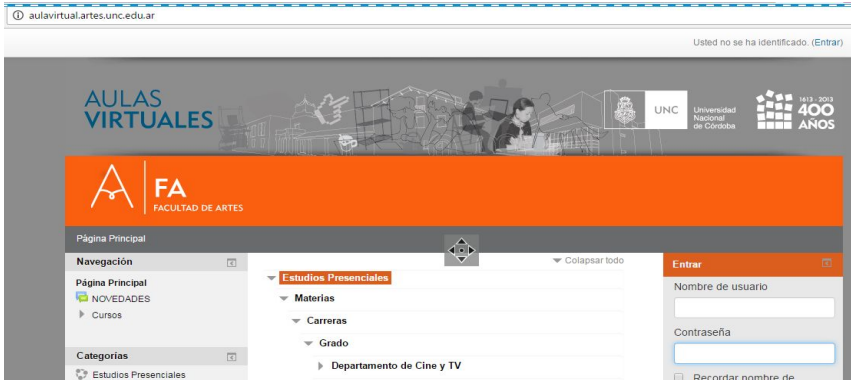 aulavirtual.artes.unc.edu.ar
Usted no se ha identificado. (Entrar)
AULAS
VIRTUALES
UNC
Universidad
Nacional
de Córdoba
1613 - 2013
400
AÑOS
FA
FACULTAD DE ARTES
Página Principal
Navegación
Página Principal
NOVEDADES
Cursos
Categorías
Estudios Presenciales
Colapsar todo
Estudios Presenciales
Materias
Carreras
Grado
Departamento de Cine y TV
Entrar
Nombre de usuario
Contraseña
Recordar nombre de